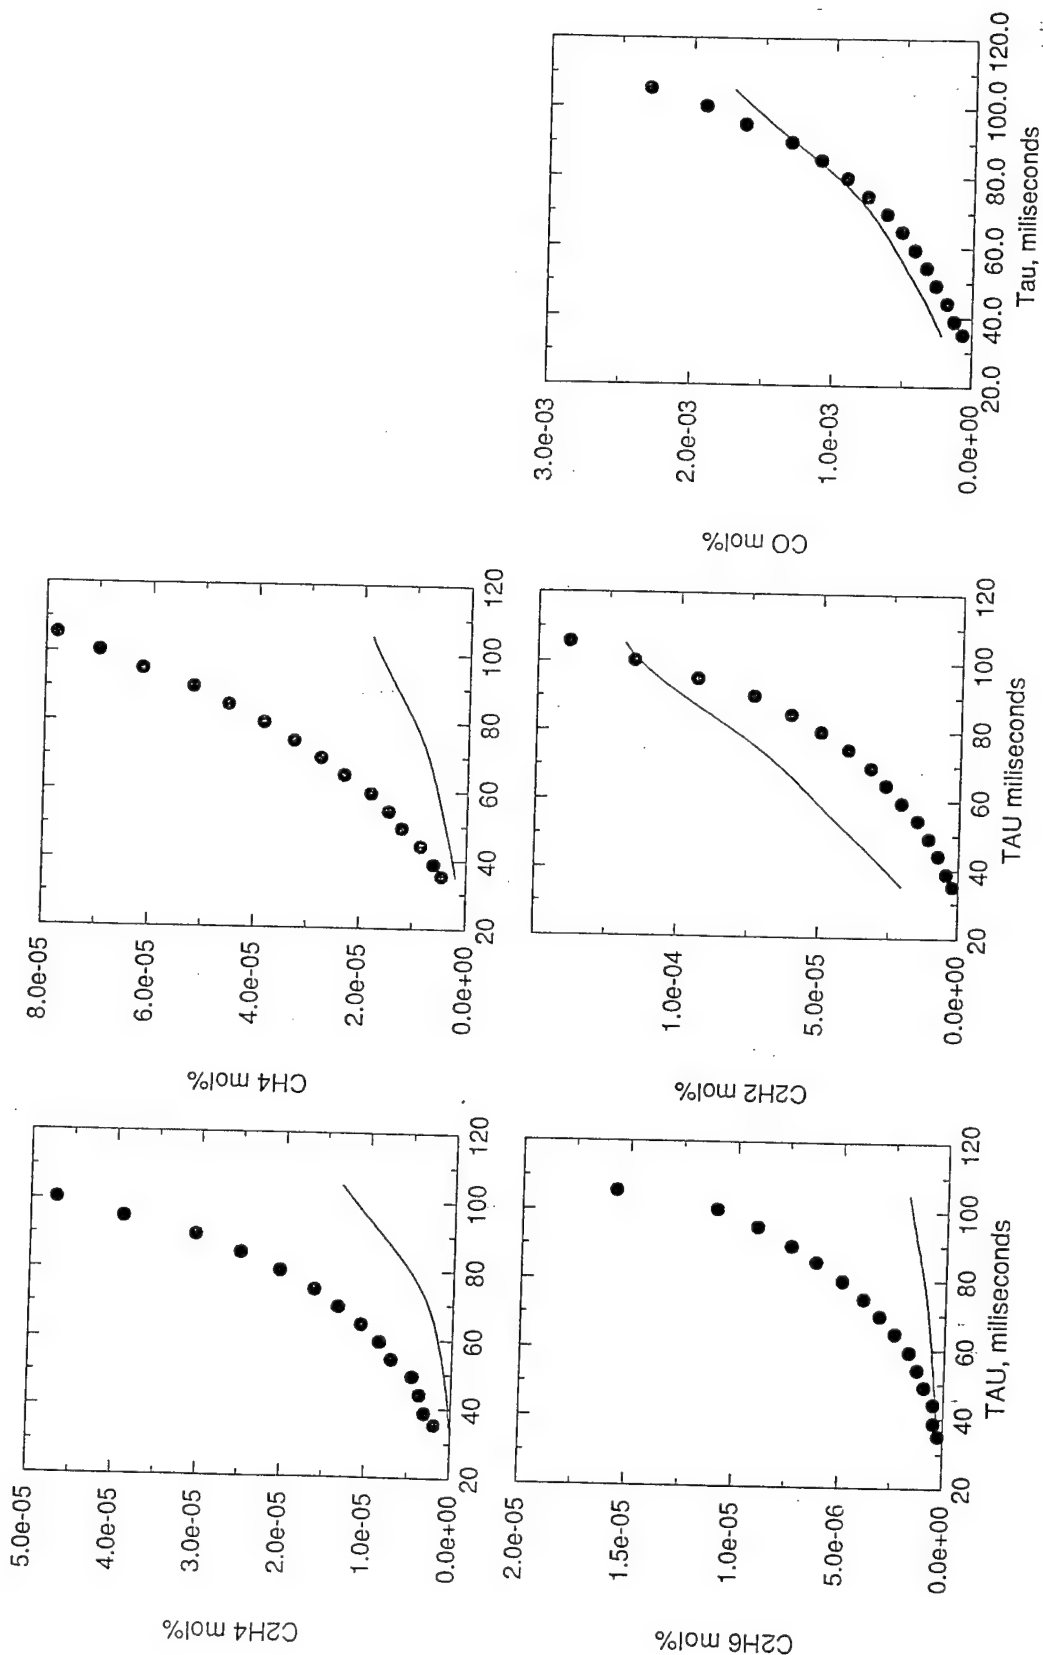 C2H4 mol%
5.0e-05
4.0e-05
3.0e-05
2.0e-05
1.0e-05
0.0e+00
20
40
60
80
100
120
CH4 mol%
8.0e-05
6.0e-05
4.0e-05
2.0e-05
0.0e+00
20
40
60
80
100
120
C2H6 mol%
2.0e-05
1.5e-05
1.0e-05
5.0e-06
0.0e+00
20
40
60
80
100
120
TAU, miliseconds
C2H2 mol%
1.0e-04
5.0e-05
0.0e+00
20
40
60
80
100
120
TAU miliseconds
CO mol%
3.0e-03
2.0e-03
1.0e-03
0.0e+00
20.0
40.0
60.0
80.0
100.0
120.0
Tau, miliseconds